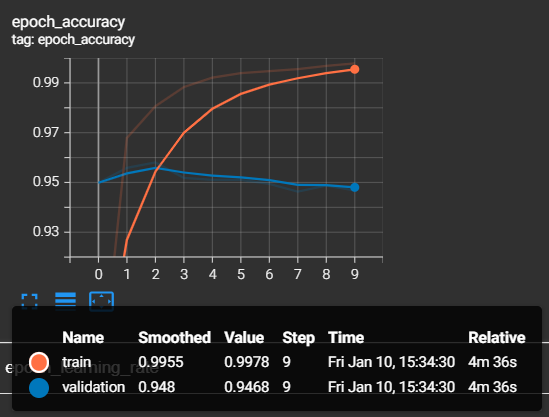 epoch_accuracy
tag: epoch_accuracy
0.99
0.97
0.95
0.93
0 1 2 3 4 5 6 7 8 9
Name Smoothed Value Step Time Relative
train 0.9955 0.9978 9 Fri Jan 10, 15:34:30 4m 36s
epoch_learning_rate
validation 0.948 0.9468 9 Fri Jan 10, 15:34:30 4m 36s